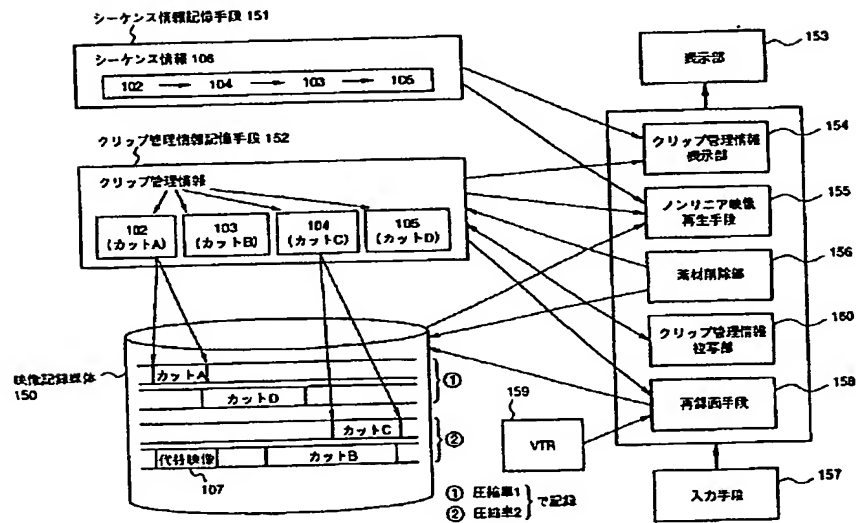 シーケンス情報記憶手段 151
シーケンス情報 106
102 → 104 → 103 → 105
クリップ管理情報記憶手段 152
クリップ管理情報
102
(カットA)
103
(カットB)
104
(カットC)
105
(カットD)
映像記録媒体
150
カットA
カットD
カットC
代替映像
カットB
107
①
②
① 圧縮率1
② 圧縮率2
で記録
159
VTR
表示部
153
クリップ管理情報
表示部
154
ノンリニア映像
再生手段
155
素材削除部
156
クリップ管理情報
複写部
160
再録画手段
158
入力手段
157